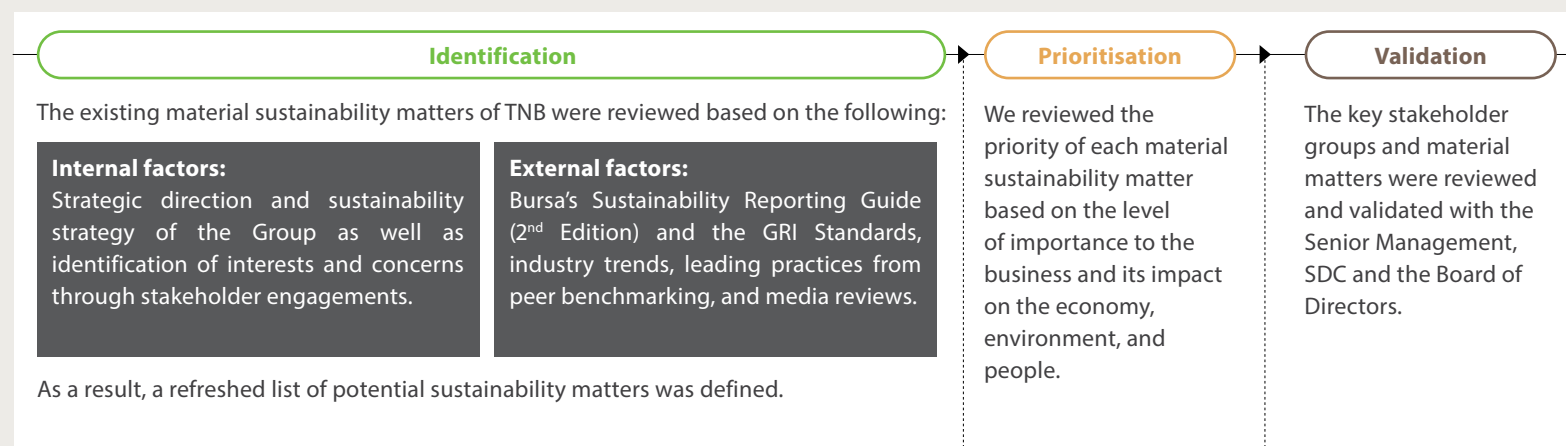 Identification
The existing material sustainability matters of TNB were reviewed based on the following:
Internal factors:
Strategic direction and sustainability
strategy of the Group as well as
identification of interests and concerns
through stakeholder engagements.
External factors:
Bursa's Sustainability Reporting Guide
(2nd Edition) and the GRI Standards,
industry trends, leading practices from
peer benchmarking, and media reviews.
As a result, a refreshed list of potential sustainability matters was defined.
Prioritisation
We reviewed the
priority of each material
sustainability matter
based on the level
of importance to the
business and its impact
on the economy,
environment, and
people.
Validation
The key stakeholder
groups and material
matters were reviewed
and validated with the
Senior Management,
SDC and the Board of
Directors.